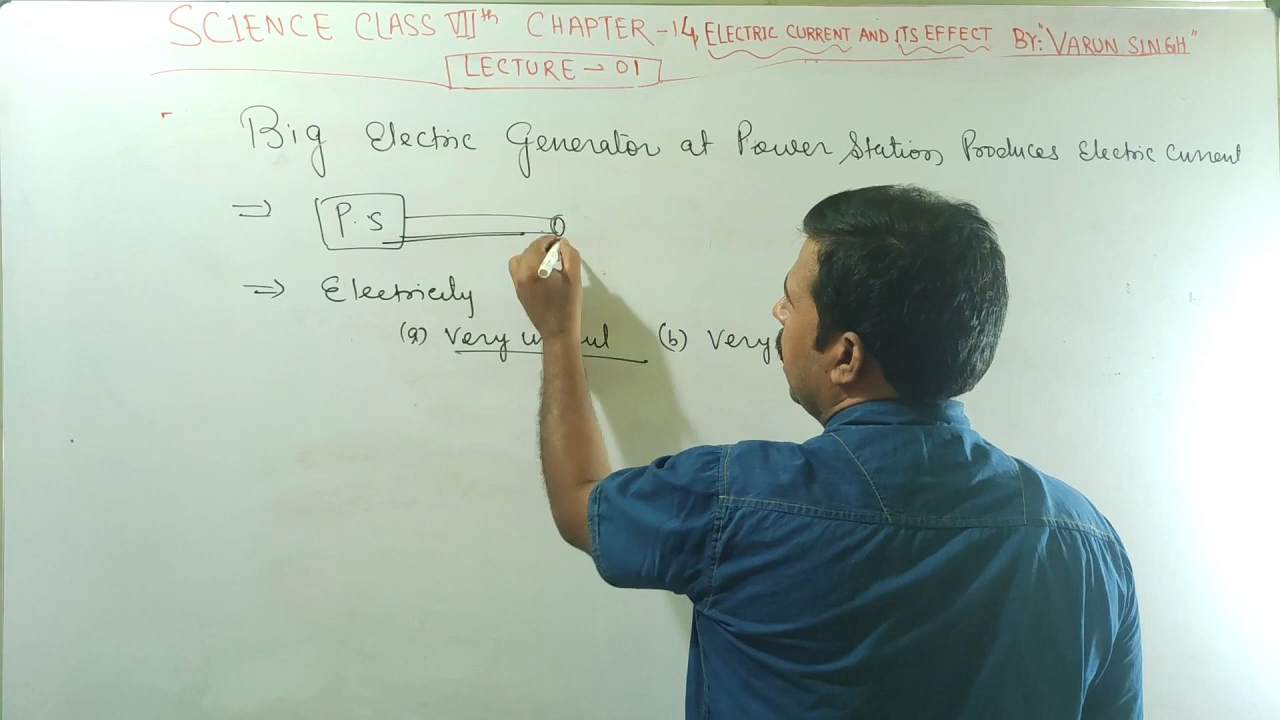 SCIENCE CLASS VIIth CHAPTER-14, ELECTRIC CURRENT AND ITS EFFECT BY:"VARUN SINGH"
LECTURE → 01
Big Electric Generator at Power Station, Produces Electric Current
⇒ P.S
⇒ Electricity
(a) Very (b) Very